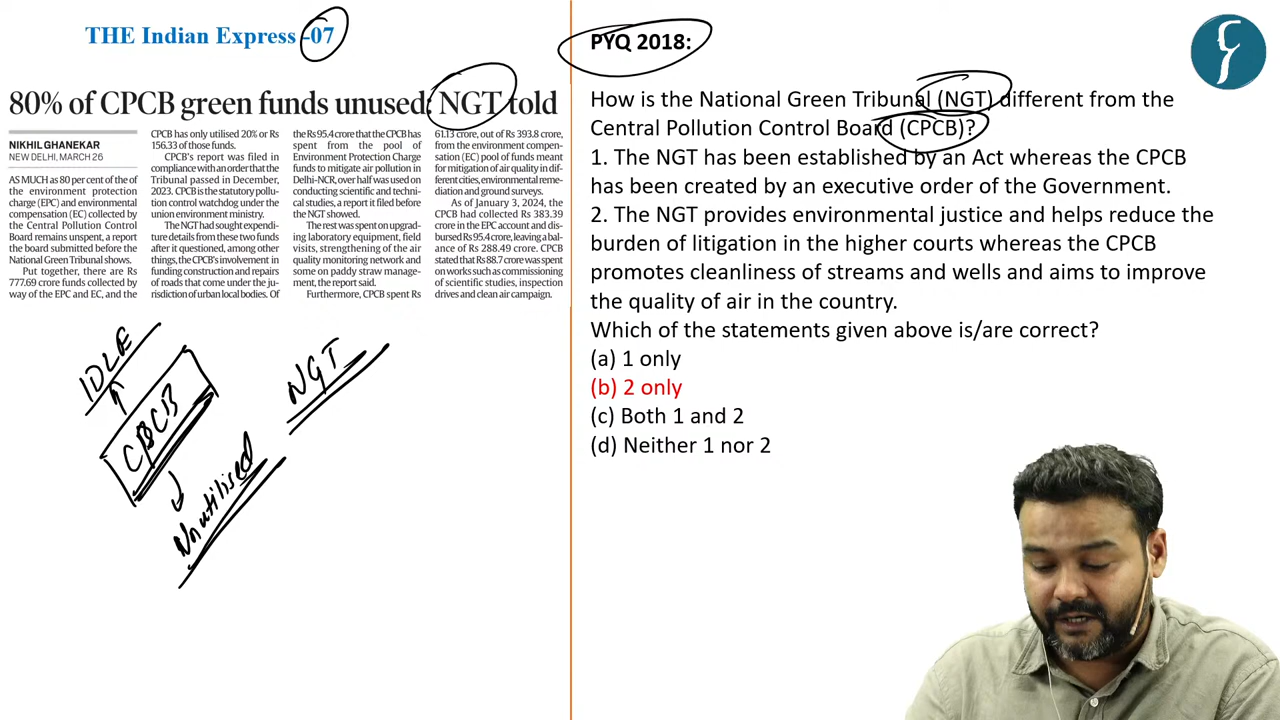 THE Indian Express -07
80% of CPCB green funds unused: NGT told
NIKHIL GHANEKAR
NEW DELHI, MARCH 26
AS MUCH as 80 per cent of the of
the environment protection
charge (EPC) and environmental
compensation (EC) collected by
the Central Pollution Control
Board remains unspent, a report
the board submitted before the
National Green Tribunal shows.
Put together, there are Rs
777.69 crore funds collected by
way of the EPC and EC, and the
CPCB has only utilised 20% or Rs
156.33 of those funds.
CPCB's report was filed in
compliance with an order that the
Tribunal passed in December,
2023. CPCB is the statutory pollu-
tion control watchdog under the
union environment ministry.
The NGT had sought expendi-
ture details from these two funds
after it questioned, among other
things, the CPCB's involvement in
funding construction and repairs
of roads that come under the ju-
risdiction of urban local bodies. Of
the Rs 95.4 crore that the CPCB has
spent from the pool of
Environment Protection Charge
funds to mitigate air pollution in
Delhi-NCR, over half was used on
conducting scientific and techni-
cal studies, a report it filed before
the NGT showed.
The rest was spent on upgrad-
ing laboratory equipment, field
visits, strengthening of the air
quality monitoring network and
some on paddy straw manage-
ment, the report said.
Furthermore, CPCB spent Rs
61.13 crore, out of Rs 393.8 crore,
from the environment compen-
sation (EC) pool of funds meant
for mitigation of air quality in dif-
ferent cities, environmental reme-
diation and ground surveys.
As of January 3, 2024, the
CPCB had collected Rs 383.39
crore in the EPC account and dis-
bursed Rs 95.4 crore, leaving a bal-
ance of Rs 288.49 crore. CPCB
stated that Rs 88.7 crore was spent
on works such as commissioning
of scientific studies, inspection
drives and clean air campaign.
IDLE
CPCB
NGT
PYQ 2018:
How is the National Green Tribunal (NGT) different from the
Central Pollution Control Board (CPCB)?
1. The NGT has been established by an Act whereas the CPCB
has been created by an executive order of the Government.
2. The NGT provides environmental justice and helps reduce the
burden of litigation in the higher courts whereas the CPCB
promotes cleanliness of streams and wells and aims to improve
the quality of air in the country.
Which of the statements given above is/are correct?
(a) 1 only
(b) 2 only
(c) Both 1 and 2
(d) Neither 1 nor 2